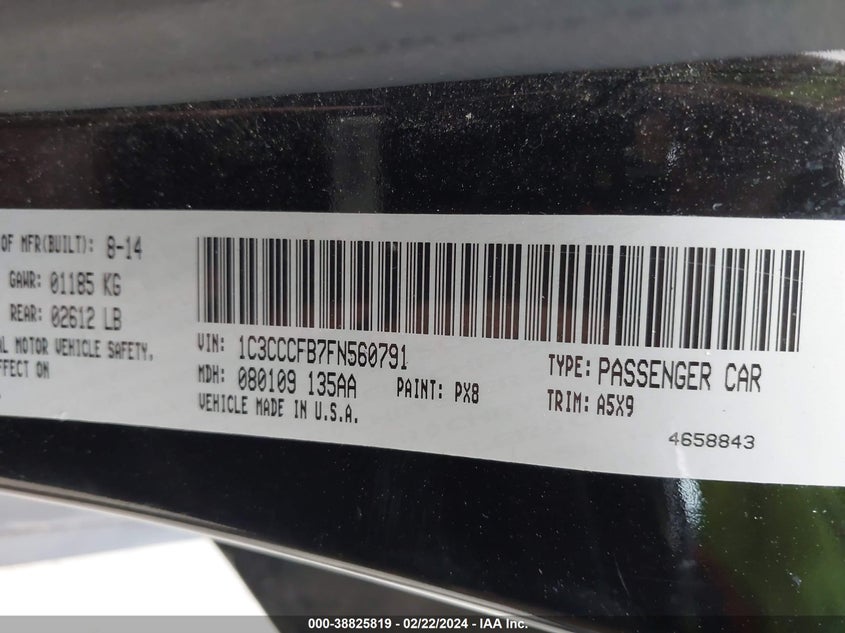 OF MFR(BUILT): 8-14
GAWR: 01185 KG
REAR: 02612 LB
MOTOR VEHICLE SAFETY,
EFFECT ON
VIN: 1C3CCCFB7FN560791
MDH: 080109 135AA PAINT: PX8
VEHICLE MADE IN U.S.A.
TYPE: PASSENGER CAR
TRIM: A5X9
4658843
000-38825819 - 02/22/2024 - IAA Inc.